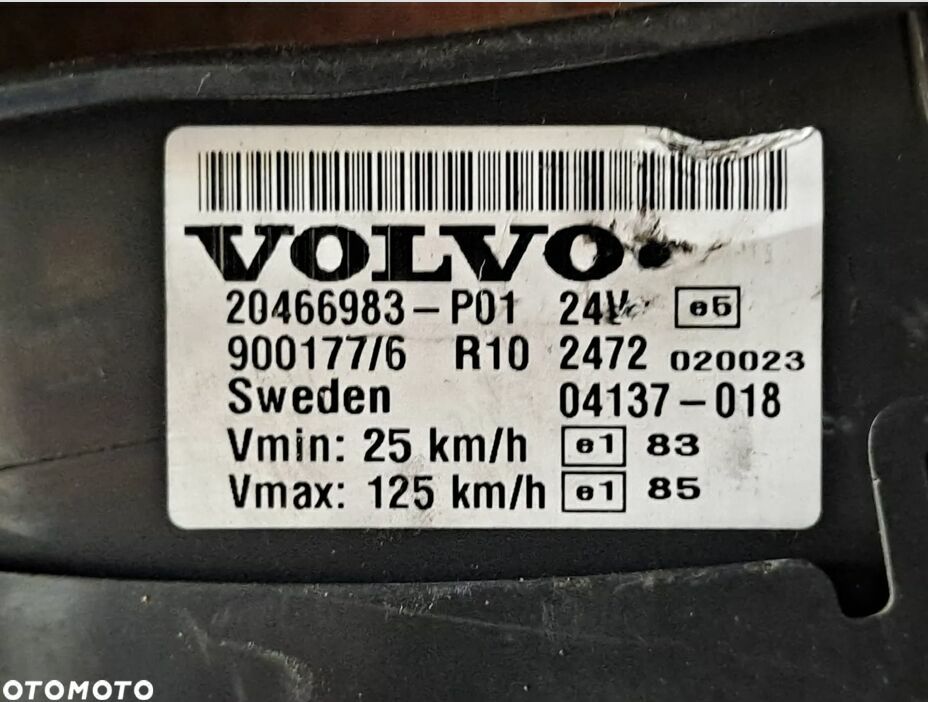 VOLVO
20466983-P01 24V e5
900177/6 R10 2472 020023
Sweden 04137-018
Vmin: 25 km/h e1 83
Vmax: 125 km/h e1 85
OTOMOTO